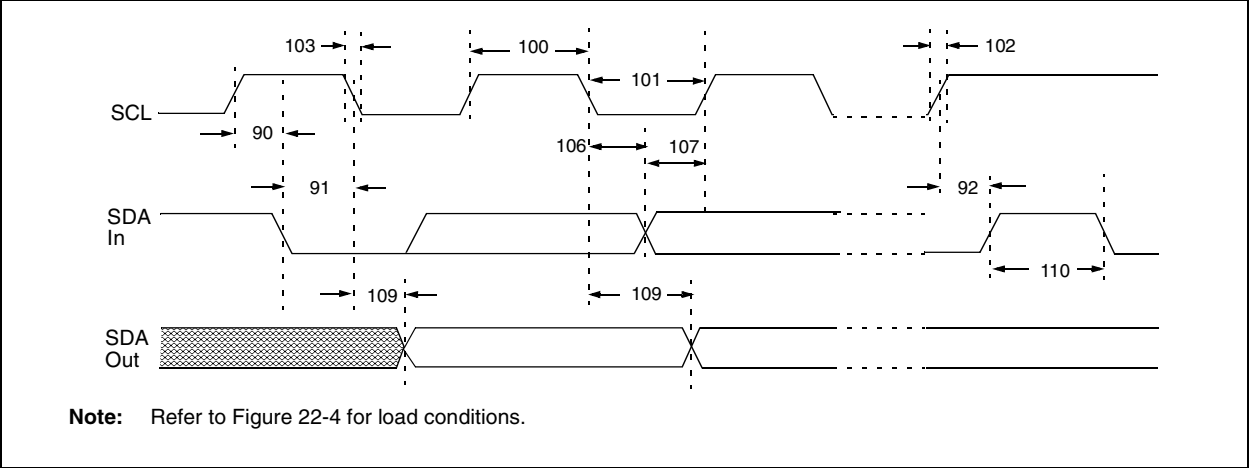 103
100
102
101
SCL
90
106
107
91
92
SDA
In
110
109
109
SDA
Out
Note: Refer to Figure 22-4 for load conditions.